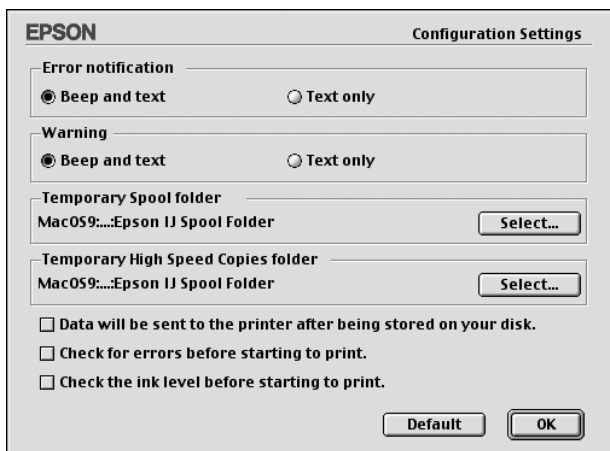 EPSON Configuration Settings
Error notification
Beep and text Text only
Warning
Beep and text Text only
Temporary Spool folder
MacOS9:...:Epson IJ Spool Folder Select...
Temporary High Speed Copies folder
MacOS9:...:Epson IJ Spool Folder Select...
Data will be sent to the printer after being stored on your disk.
Check for errors before starting to print.
Check the ink level before starting to print.
Default OK